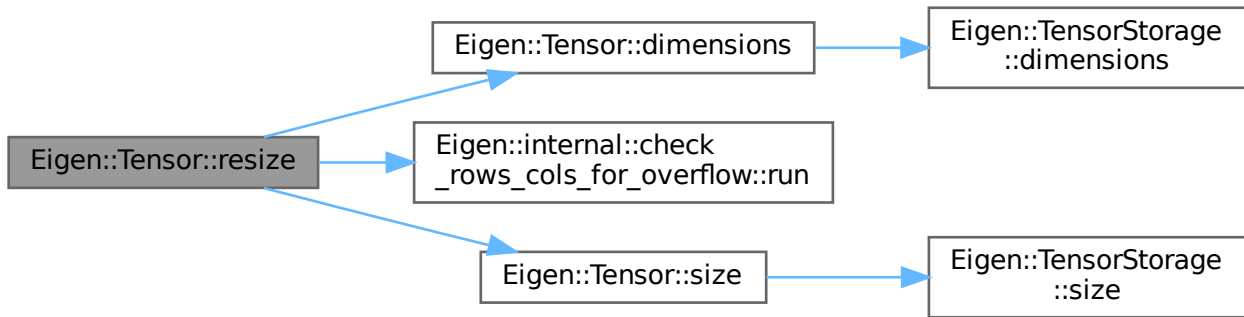 Eigen::Tensor::resize
Eigen::Tensor::dimensions
Eigen::TensorStorage
::dimensions
Eigen::internal::check
_rows_cols_for_overflow::run
Eigen::Tensor::size
Eigen::TensorStorage
::size